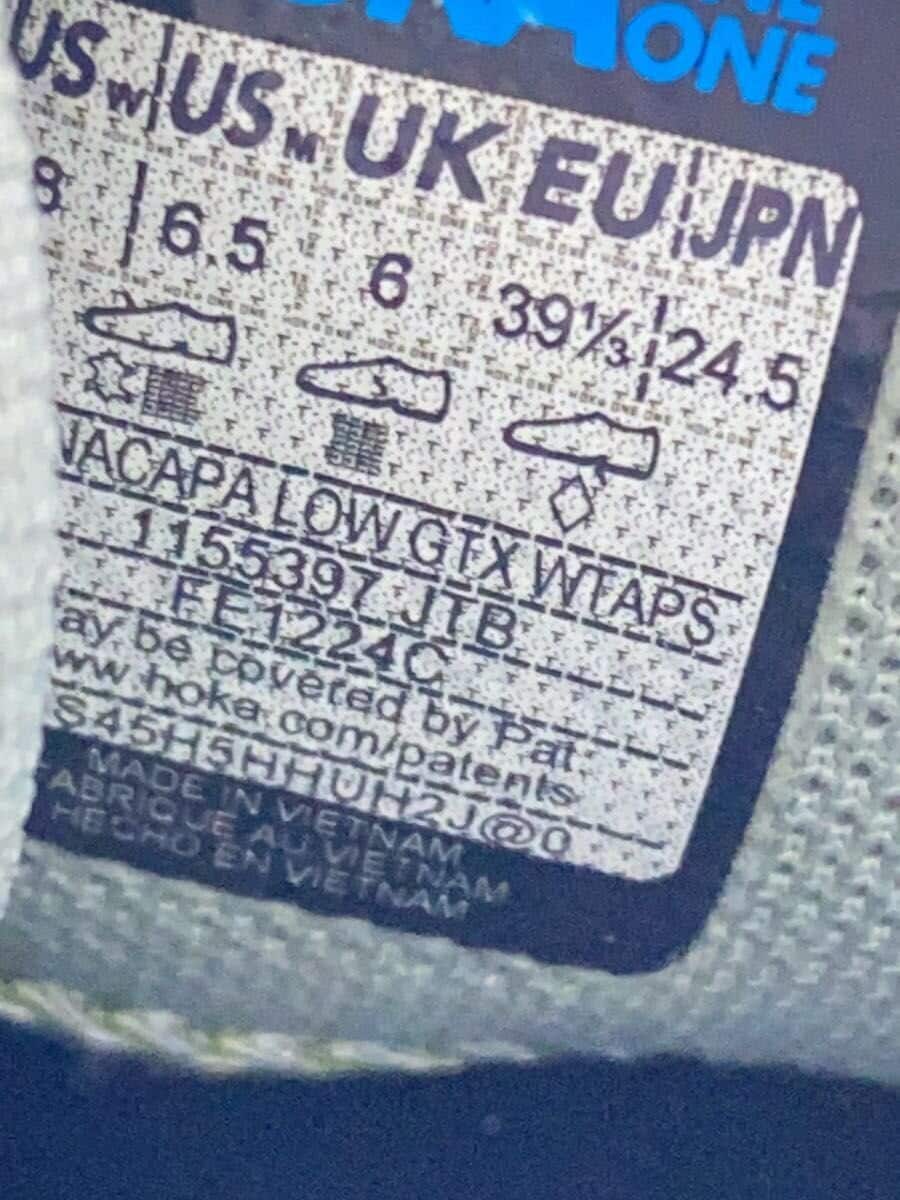 ONE
US W US M UK EU JPN
8 6.5 6 39⅓ 24.5
NACAPA LOW GTX WTAPS
1155397 JTB
FE1224C
ay be covered by Pat
ww.hoka.com/patents
S45H5HHUH2J@0
MADE IN VIETNAM
FABRIQUE AU VIETNAM
HECHO EN VIETNAM